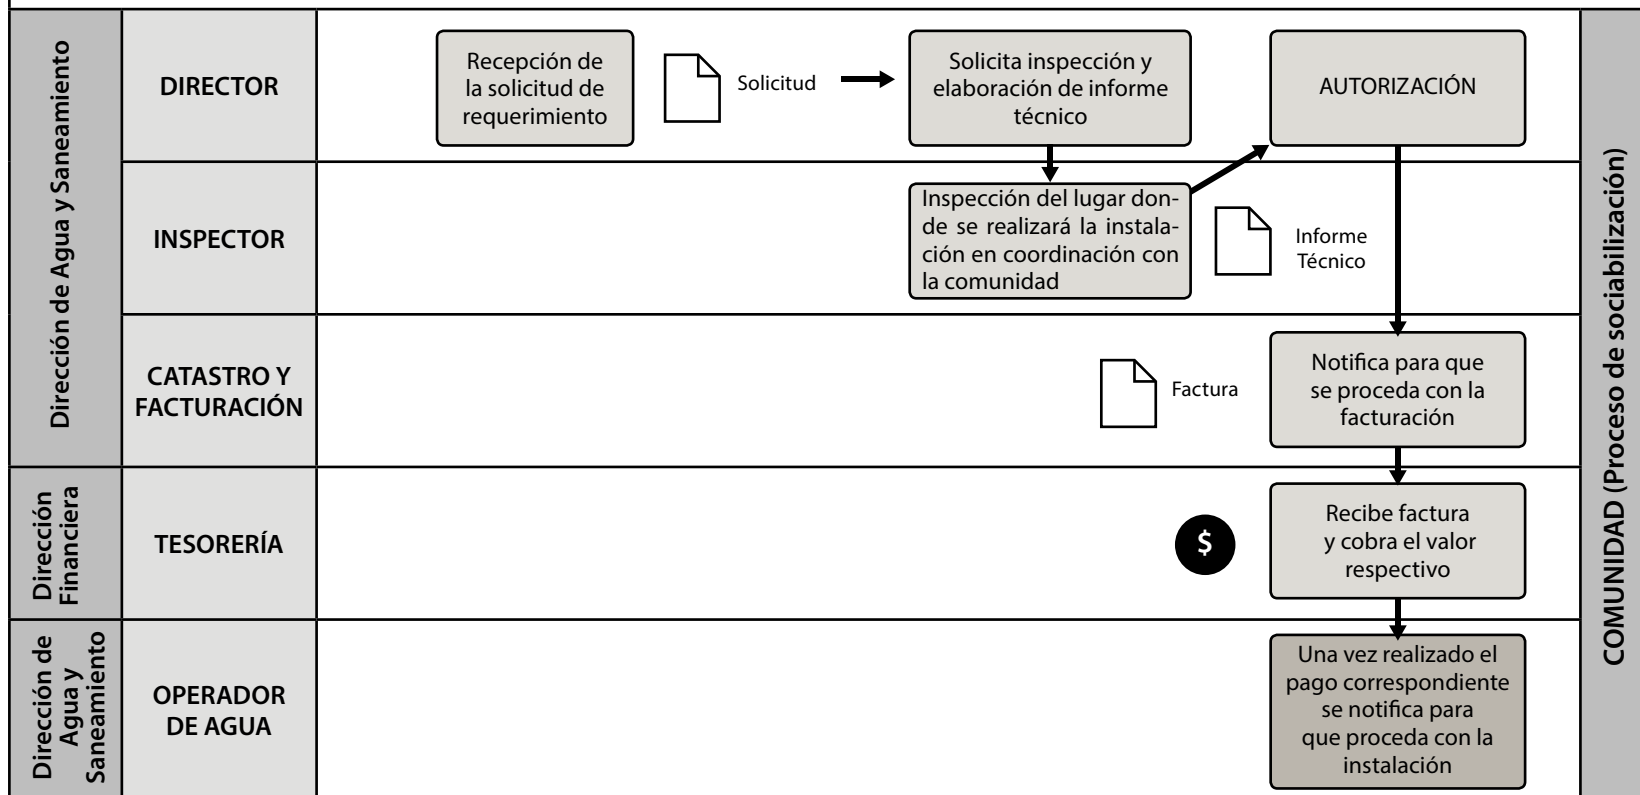 Dirección de Agua y Saneamiento
DIRECTOR
Recepción de
la solicitud de
requerimiento
Solicitud
Solicita inspección y
elaboración de informe
técnico
AUTORIZACIÓN
INSPECTOR
Inspección del lugar don-
de se realizará la instala-
ción en coordinación con
la comunidad
Informe
Técnico
CATASTRO Y
FACTURACIÓN
Factura
Notifica para que
se proceda con la
facturación
Dirección
Financiera
TESORERÍA
$
Recibe factura
y cobra el valor
respectivo
Dirección de
Agua y
Saneamiento
OPERADOR
DE AGUA
Una vez realizado el
pago correspondiente
se notifica para
que proceda con la
instalación
COMUNIDAD (Proceso de sociabilización)